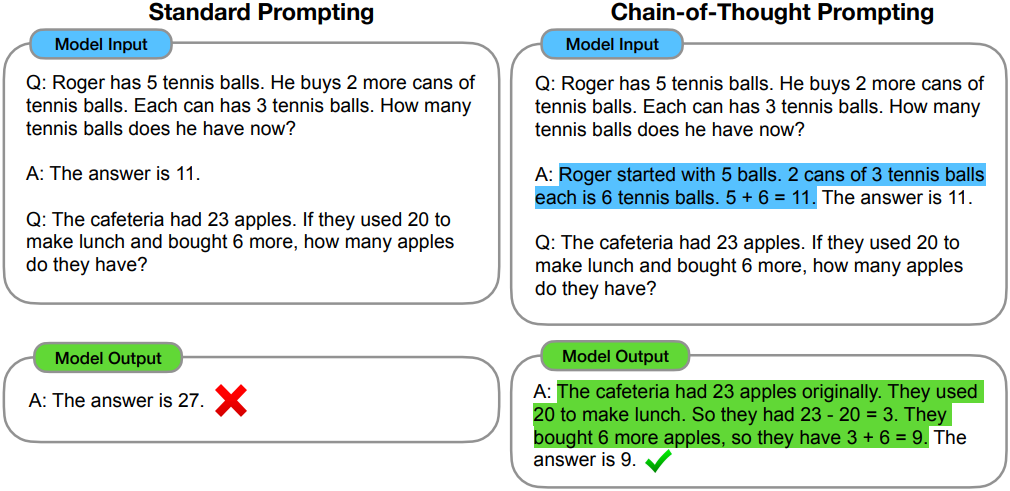 Standard Prompting
Model Input
Q: Roger has 5 tennis balls. He buys 2 more cans of
tennis balls. Each can has 3 tennis balls. How many
tennis balls does he have now?
A: The answer is 11.
Q: The cafeteria had 23 apples. If they used 20 to
make lunch and bought 6 more, how many apples
do they have?
Model Output
A: The answer is 27.
Chain-of-Thought Prompting
Model Input
Q: Roger has 5 tennis balls. He buys 2 more cans of
tennis balls. Each can has 3 tennis balls. How many
tennis balls does he have now?
A: Roger started with 5 balls. 2 cans of 3 tennis balls
each is 6 tennis balls. 5 + 6 = 11. The answer is 11.
Q: The cafeteria had 23 apples. If they used 20 to
make lunch and bought 6 more, how many apples
do they have?
Model Output
A: The cafeteria had 23 apples originally. They used
20 to make lunch. So they had 23 - 20 = 3. They
bought 6 more apples, so they have 3 + 6 = 9. The
answer is 9.